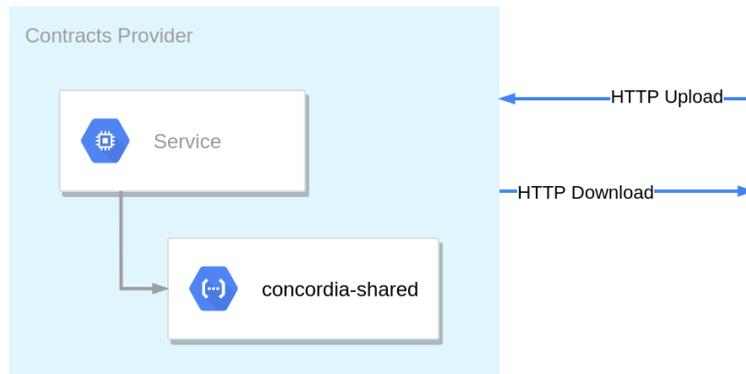 Contracts Provider
HTTP Upload
Service
HTTP Download
concordia-shared